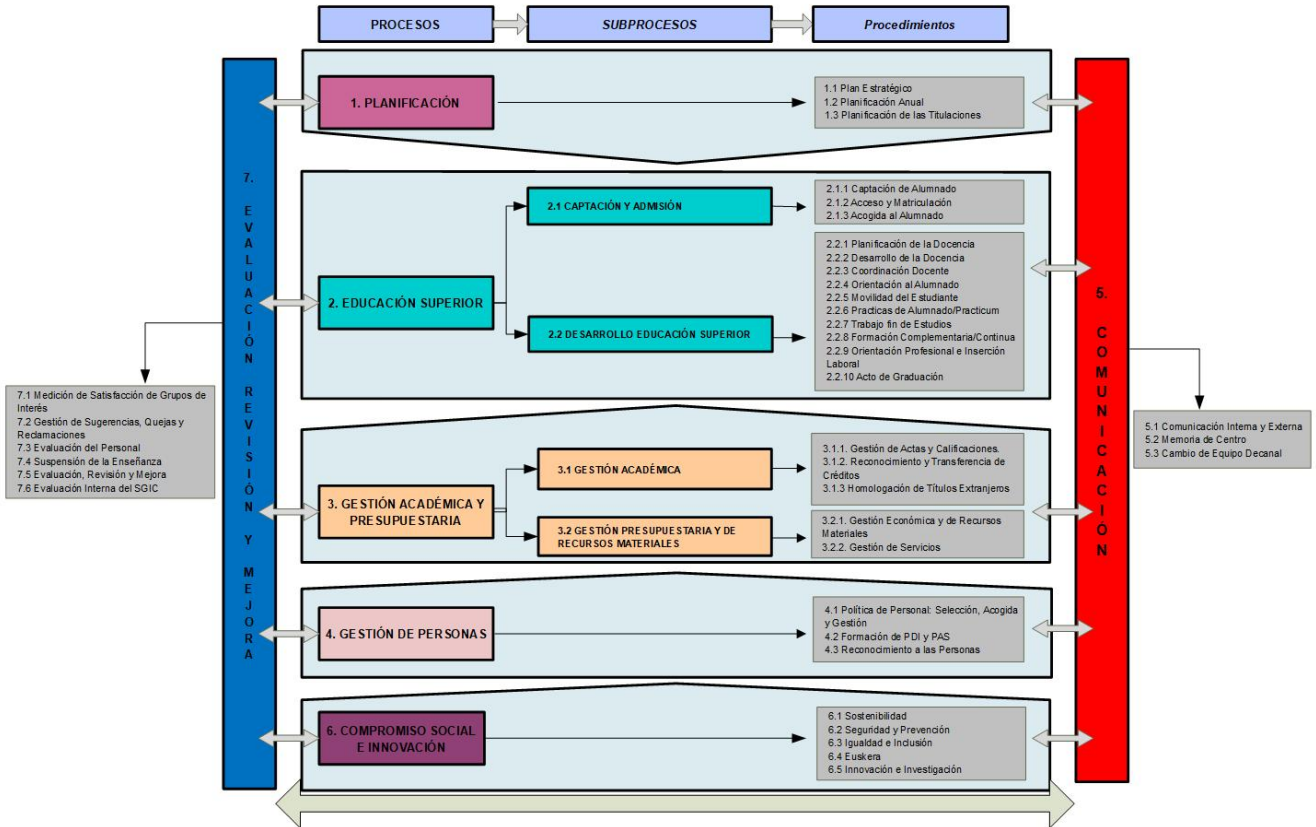 PROCESOS
SUBPROCESOS
Procedimientos
1. PLANIFICACIÓN
1.1 Plan Estratégico
1.2 Planificación Anual
1.3 Planificación de las Titulaciones
7. EVALUACIÓN REVISIÓN Y MEJORA
2. EDUCACIÓN SUPERIOR
2.1 CAPTACIÓN Y ADMISIÓN
2.1.1 Captación de Alumnado
2.1.2 Acceso y Matriculación
2.1.3 Acogida al Alumnado
2.2 DESARROLLO EDUCACIÓN SUPERIOR
2.2.1 Planificación de la Docencia
2.2.2 Desarrollo de la Docencia
2.2.3 Coordinación Docente
2.2.4 Orientación al Alumnado
2.2.5 Movilidad del Estudiante
2.2.6 Practicas de Alumnado/Practicum
2.2.7 Trabajo fin de Estudios
2.2.8 Formación Complementaria/Continua
2.2.9 Orientación Profesional e Inserción
Laboral
2.2.10 Acto de Graduación
5. COMUNICACIÓN
7.1 Medición de Satisfacción de Grupos de
Interés
7.2 Gestión de Sugerencias, Quejas y
Reclamaciones
7.3 Evaluación del Personal
7.4 Suspensión de la Enseñanza
7.5 Evaluación, Revisión y Mejora
7.6 Evaluación Interna del SGIC
5.1 Comunicación Interna y Externa
5.2 Memoria de Centro
5.3 Cambio de Equipo Decanal
3. GESTIÓN ACADÉMICA Y
PRESUPUESTARIA
3.1 GESTIÓN ACADÉMICA
3.1.1. Gestión de Actas y Calificaciones.
3.1.2. Reconocimiento y Transferencia de
Créditos
3.1.3 Homologación de Títulos Extranjeros
3.2 GESTIÓN PRESUPUESTARIA Y DE
RECURSOS MATERIALES
3.2.1. Gestión Económica y de Recursos
Materiales
3.2.2. Gestión de Servicios
4. GESTIÓN DE PERSONAS
4.1 Política de Personal: Selección, Acogida
y Gestión
4.2 Formación de PDI y PAS
4.3 Reconocimiento a las Personas
6. COMPROMISO SOCIAL
E INNOVACIÓN
6.1 Sostenibilidad
6.2 Seguridad y Prevención
6.3 Igualdad e Inclusión
6.4 Euskera
6.5 Innovación e Investigación